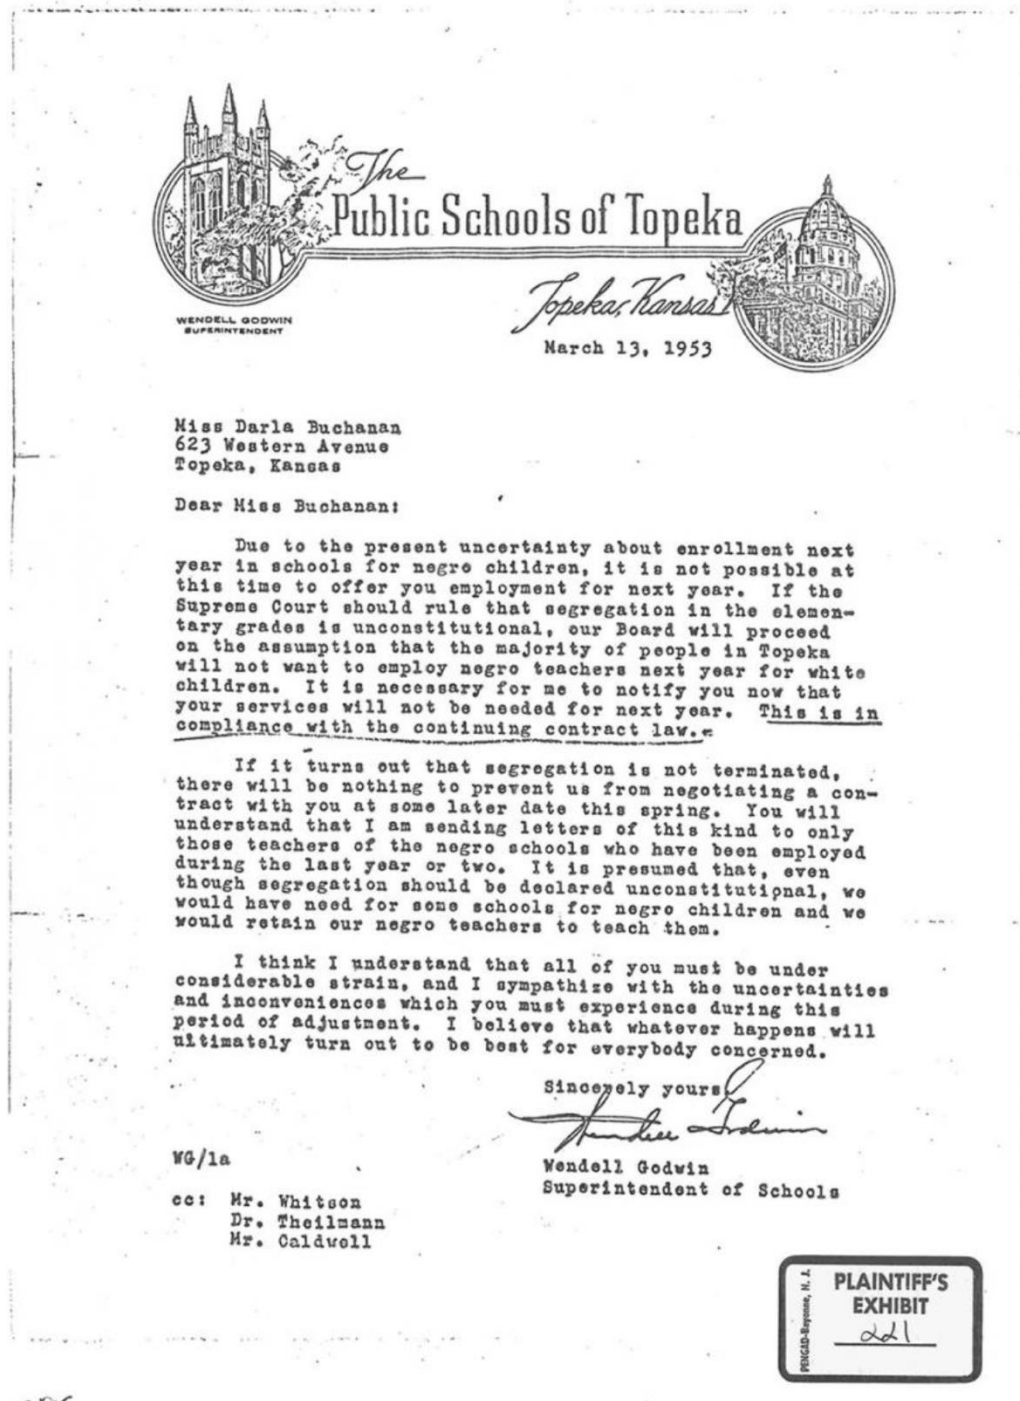 The
Public Schools of Topeka
Topeka, Kansas
WENDELL GODWIN
SUPERINTENDENT
March 13, 1953
Miss Darla Buchanan
623 Western Avenue
Topeka, Kansas
Dear Miss Buchanan:
Due to the present uncertainty about enrollment next
year in schools for negro children, it is not possible at
this time to offer you employment for next year. If the
Supreme Court should rule that segregation in the elemen-
tary grades is unconstitutional, our Board will proceed
on the assumption that the majority of people in Topeka
will not want to employ negro teachers next year for white
children. It is necessary for me to notify you now that
your services will not be needed for next year. This is in
compliance with the continuing contract law.
If it turns out that segregation is not terminated,
there will be nothing to prevent us from negotiating a con-
tract with you at some later date this spring. You will
understand that I am sending letters of this kind to only
those teachers of the negro schools who have been employed
during the last year or two. It is presumed that, even
though segregation should be declared unconstitutional, we
would have need for some schools for negro children and we
would retain our negro teachers to teach them.
I think I understand that all of you must be under
considerable strain, and I sympathize with the uncertainties
and inconveniences which you must experience during this
period of adjustment. I believe that whatever happens will
ultimately turn out to be best for everybody concerned.
Sincerely yours,
Wendell Godwin
Wendell Godwin
Superintendent of Schools
WG/la
cc: Mr. Whitson
Dr. Theilmann
Mr. Caldwell
PENGAD-Bayonne, N. J.
PLAINTIFF'S
EXHIBIT
221